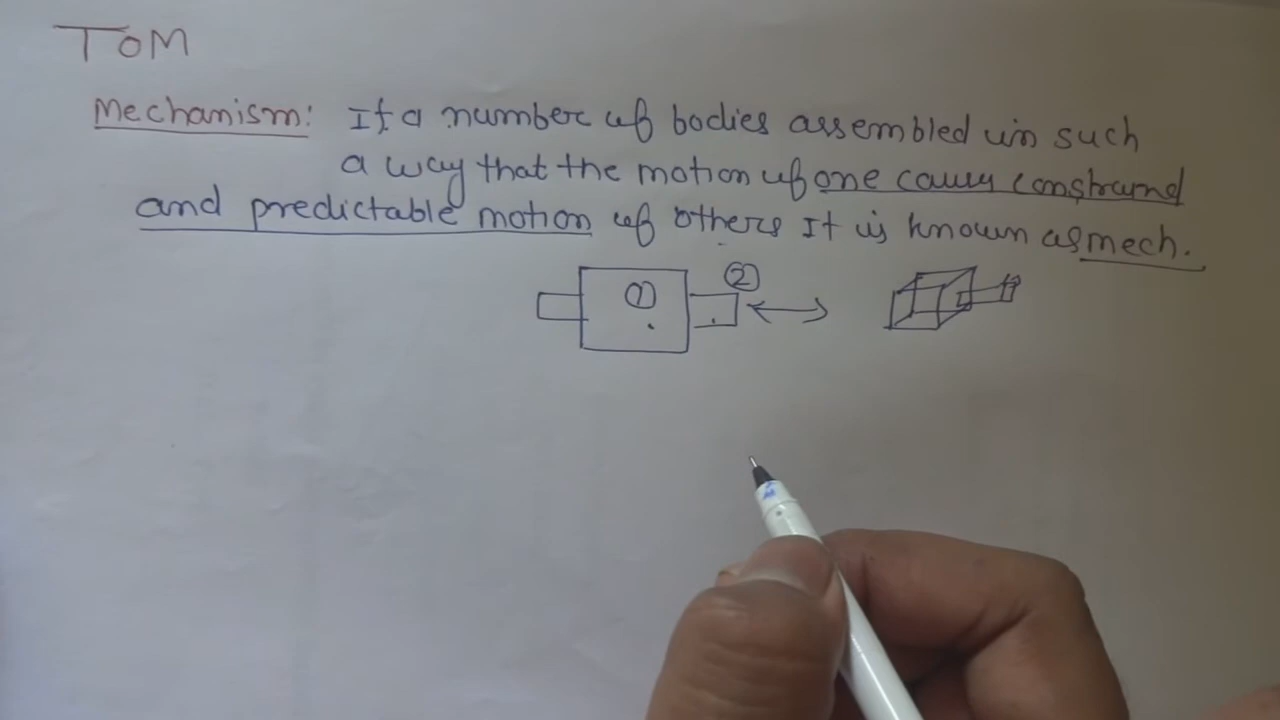 TOM
Mechanism: If a number of bodies assembled in such
a way that the motion of one causes constrained
and predictable motion of others It is known as mech.
① ②